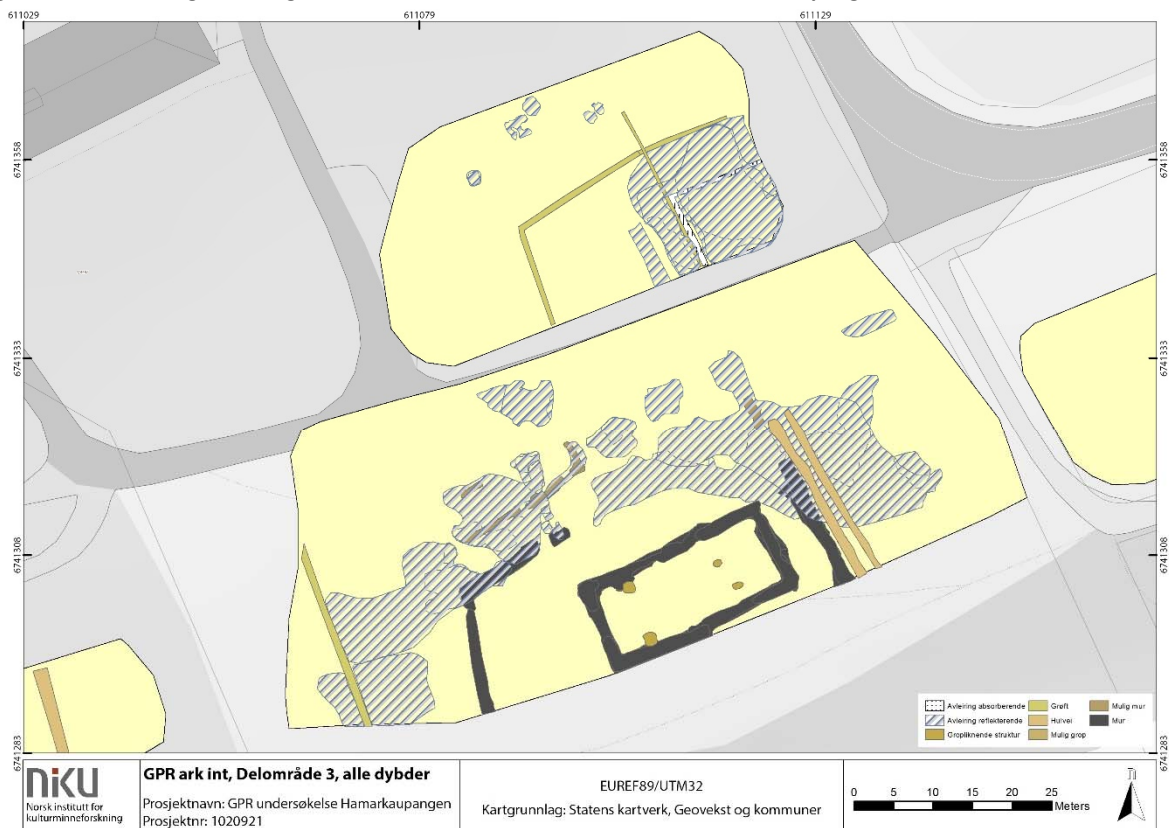 611029 611079 611129
6741358 6741358
6741333 6741333
6741308 6741308
6741283 6741283
Avleiring absorberende Grøft Mulig mur
Avleiring reflekterende Hulvei Mur
Gropliknende struktur Mulig grop
niKU
Norsk institutt for
kulturminneforskning
GPR ark int, Delområde 3, alle dybder
Prosjektnavn: GPR undersøkelse Hamarkaupangen
Prosjektnr: 1020921
EUREF89/UTM32
Kartgrunnlag: Statens kartverk, Geovekst og kommuner
0 5 10 15 20 25
Meters